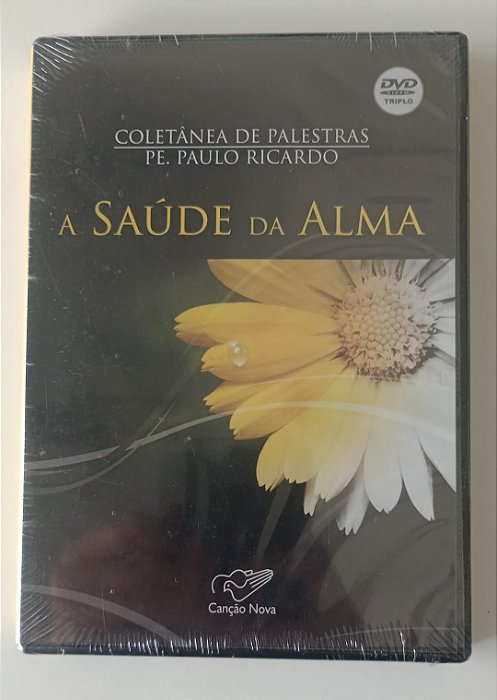 DVD
VIDEO
TRIPLO
COLETÂNEA DE PALESTRAS
PE. PAULO RICARDO
A SAÚDE DA ALMA
Canção Nova